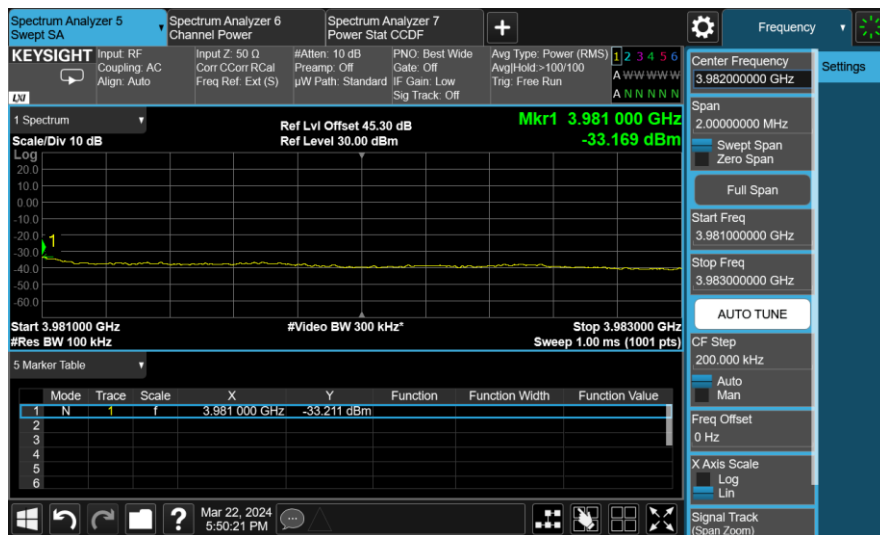 Spectrum Analyzer 5
Swept SA
Spectrum Analyzer 6
Channel Power
Spectrum Analyzer 7
Power Stat CCDF
Frequency
KEYSIGHT
LXI
Input: RF
Coupling: AC
Align: Auto
Input Z: 50 Ω
Corr CCorr RCal
Freq Ref: Ext (S)
#Atten: 10 dB
Preamp: Off
µW Path: Standard
PNO: Best Wide
Gate: Off
IF Gain: Low
Sig Track: Off
Avg Type: Power (RMS)
Avg|Hold:>100/100
Trig: Free Run
1 2 3 4 5 6
A W W W W W
A N N N N N
1 Spectrum
Scale/Div 10 dB
Ref Lvl Offset 45.30 dB
Ref Level 30.00 dBm
Mkr1 3.981 000 GHz
-33.169 dBm
Log
20.0
10.0
0.00
-10.0
-20.0
-30.0
-40.0
-50.0
-60.0
1
Start 3.981000 GHz
#Res BW 100 kHz
#Video BW 300 kHz*
Stop 3.983000 GHz
Sweep 1.00 ms (1001 pts)
5 Marker Table
Mode Trace Scale X Y Function Function Width Function Value
1 N 1 f 3.981 000 GHz -33.211 dBm
2
3
4
5
6
?
Mar 22, 2024
5:50:21 PM
Center Frequency
3.982000000 GHz
Settings
Span
2.00000000 MHz
Swept Span
Zero Span
Full Span
Start Freq
3.981000000 GHz
Stop Freq
3.983000000 GHz
AUTO TUNE
CF Step
200.000 kHz
Auto
Man
Freq Offset
0 Hz
X Axis Scale
Log
Lin
Signal Track
(Span Zoom)